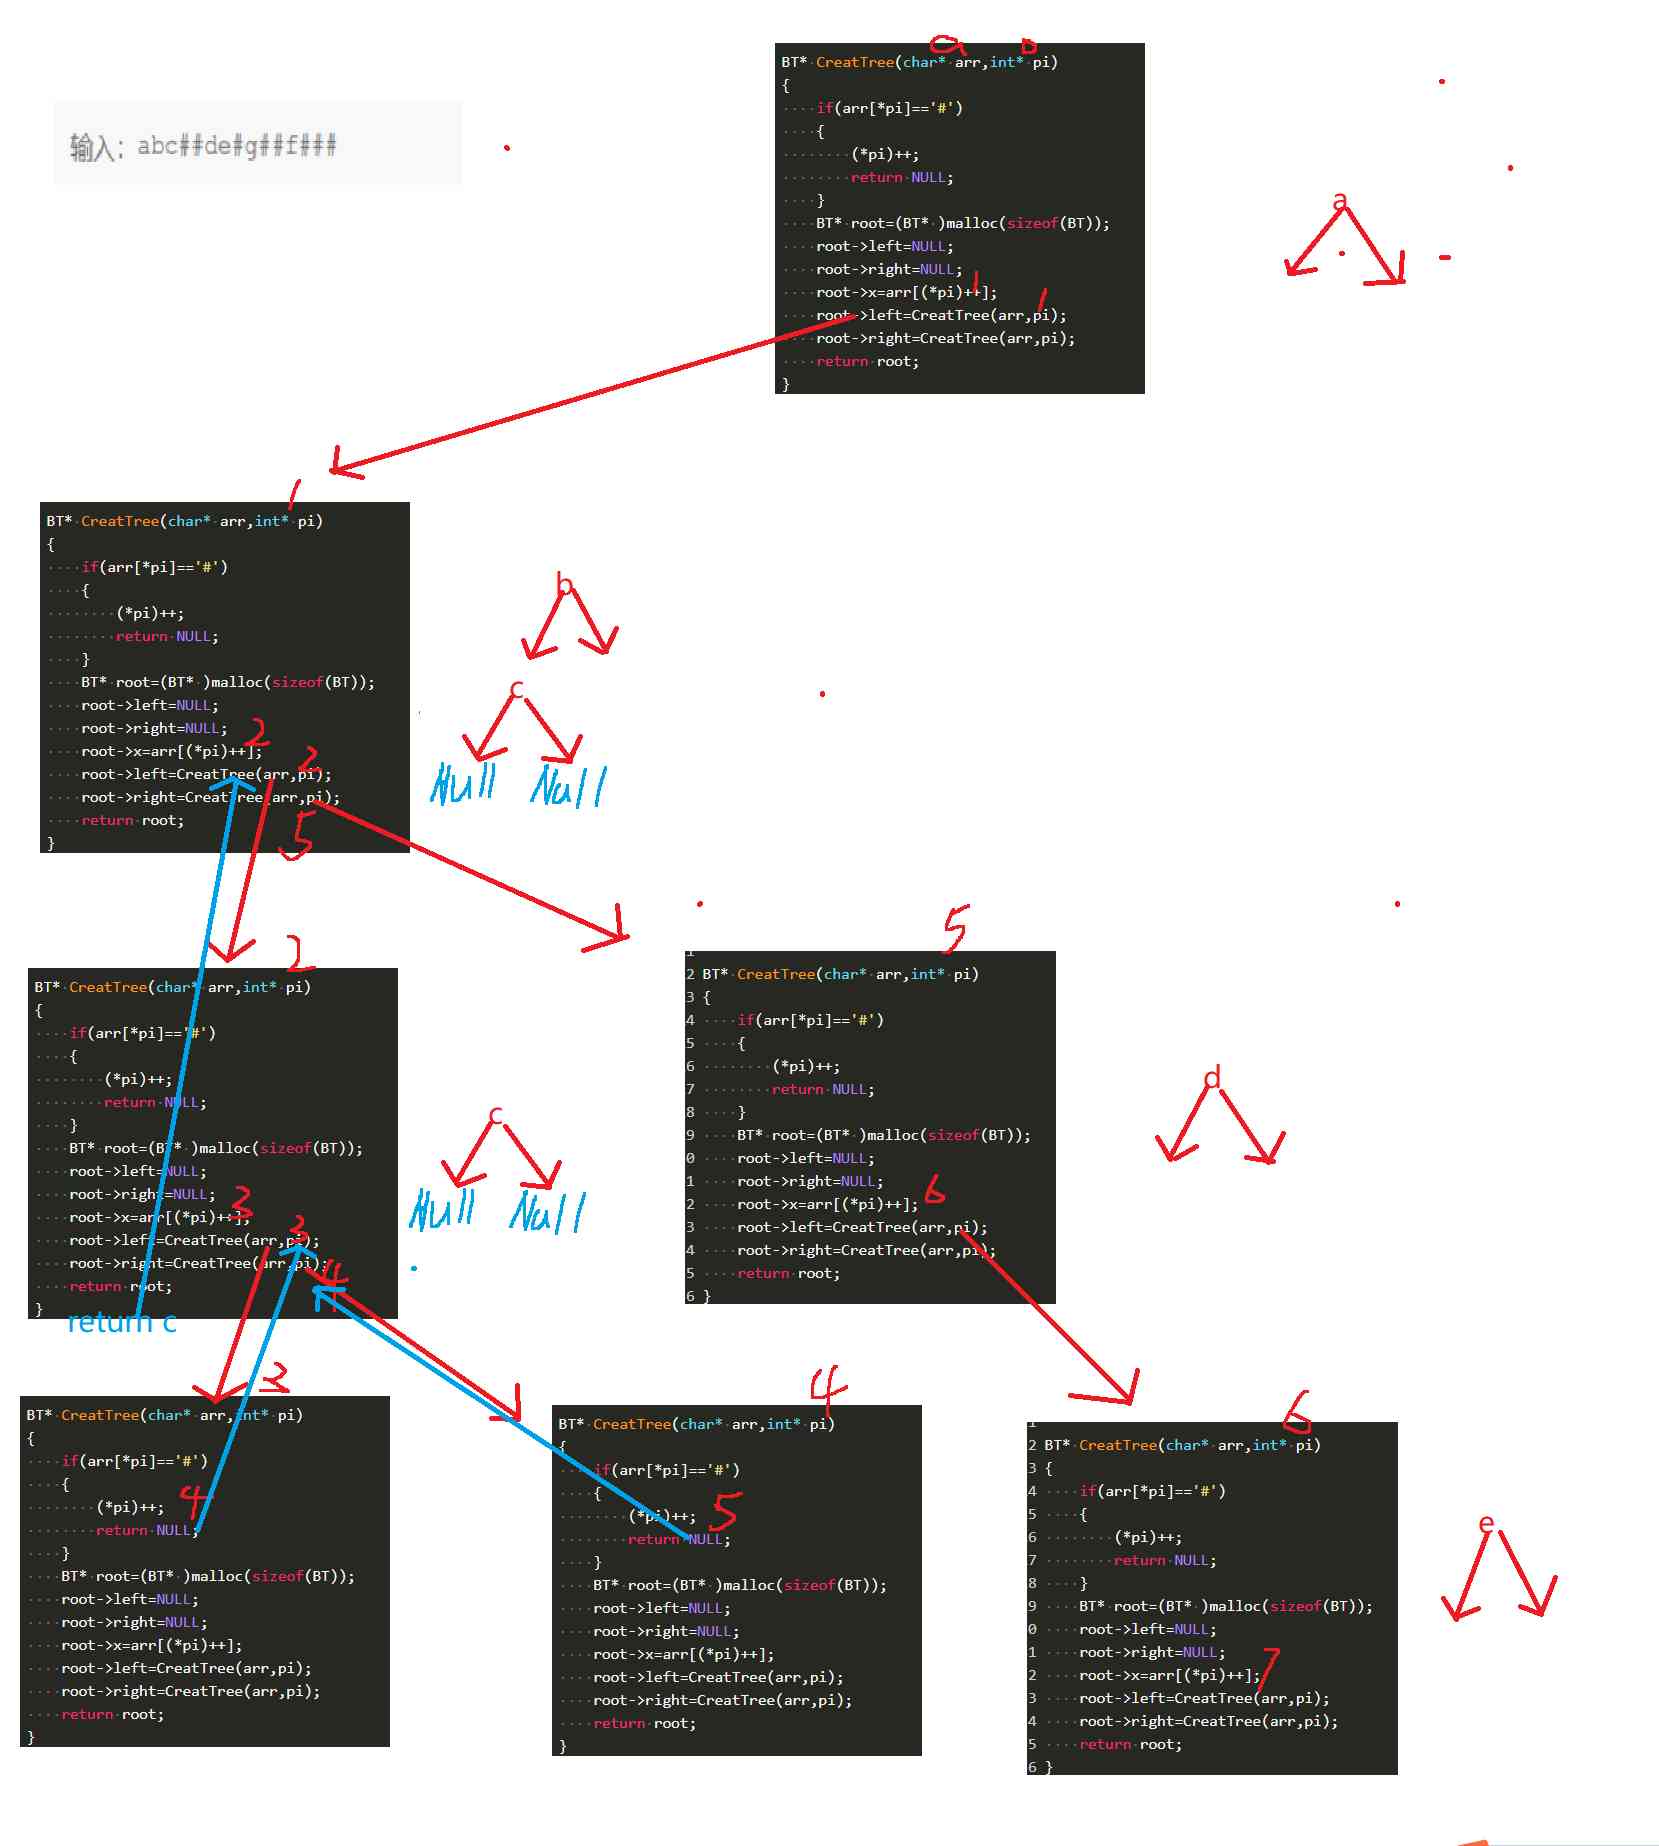 输入：abc##de#g##f###
a 0
BT* CreatTree(char* arr,int* pi)
{
if(arr[*pi]=='#')
{
(*pi)++;
return NULL;
}
BT* root=(BT* )malloc(sizeof(BT));
root->left=NULL;
root->right=NULL;
root->x=arr[(*pi)++];
1
root->left=CreatTree(arr,pi);
1
root->right=CreatTree(arr,pi);
return root;
}
a
1
BT* CreatTree(char* arr,int* pi)
{
if(arr[*pi]=='#')
{
(*pi)++;
return NULL;
}
BT* root=(BT* )malloc(sizeof(BT));
root->left=NULL;
root->right=NULL;
2
root->x=arr[(*pi)++];
2
root->left=CreatTree(arr,pi);
root->right=CreatTree(arr,pi);
return root;
5
}
b
c
Null Null
2
BT* CreatTree(char* arr,int* pi)
{
if(arr[*pi]=='#')
{
(*pi)++;
return NULL;
}
BT* root=(BT* )malloc(sizeof(BT));
root->left=NULL;
root->right=NULL;
3
root->x=arr[(*pi)++];
3
root->left=CreatTree(arr,pi);
root->right=CreatTree(arr,pi);
4
return root;
}
return c
c
Null Null
5
1
2 BT* CreatTree(char* arr,int* pi)
3 {
4 if(arr[*pi]=='#')
5 {
6 (*pi)++;
7 return NULL;
8 }
9 BT* root=(BT* )malloc(sizeof(BT));
0 root->left=NULL;
1 root->right=NULL;
2 root->x=arr[(*pi)++];
6
3 root->left=CreatTree(arr,pi);
4 root->right=CreatTree(arr,pi);
5 return root;
6 }
d
3
BT* CreatTree(char* arr,int* pi)
{
if(arr[*pi]=='#')
{
(*pi)++;
4
return NULL;
}
BT* root=(BT* )malloc(sizeof(BT));
root->left=NULL;
root->right=NULL;
root->x=arr[(*pi)++];
root->left=CreatTree(arr,pi);
root->right=CreatTree(arr,pi);
return root;
}
4
BT* CreatTree(char* arr,int* pi)
{
if(arr[*pi]=='#')
{
(*pi)++;
5
return NULL;
}
BT* root=(BT* )malloc(sizeof(BT));
root->left=NULL;
root->right=NULL;
root->x=arr[(*pi)++];
root->left=CreatTree(arr,pi);
root->right=CreatTree(arr,pi);
return root;
}
6
1
2 BT* CreatTree(char* arr,int* pi)
3 {
4 if(arr[*pi]=='#')
5 {
6 (*pi)++;
7 return NULL;
8 }
9 BT* root=(BT* )malloc(sizeof(BT));
0 root->left=NULL;
1 root->right=NULL;
2 root->x=arr[(*pi)++];
7
3 root->left=CreatTree(arr,pi);
4 root->right=CreatTree(arr,pi);
5 return root;
6 }
e